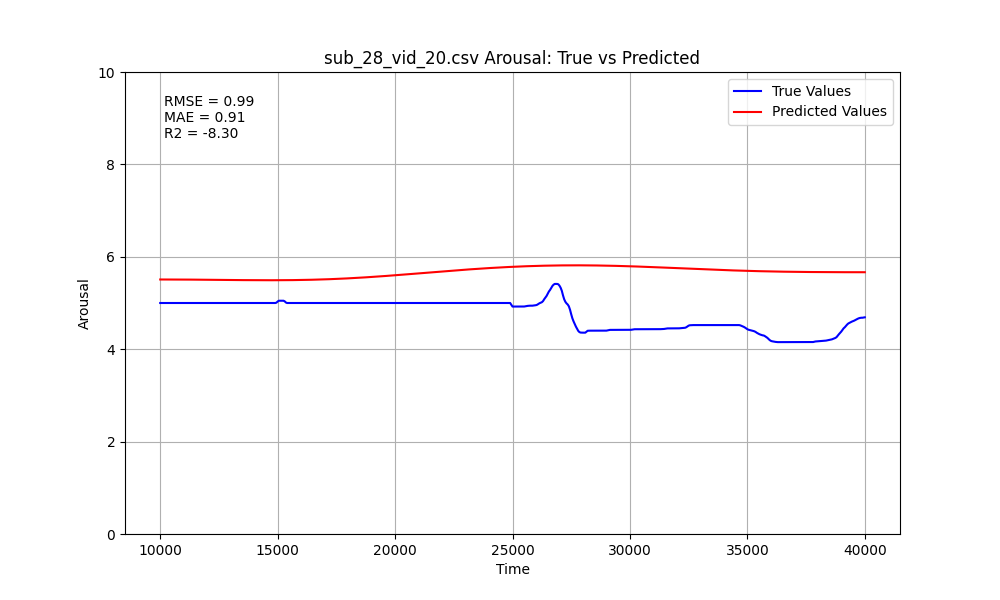 sub_28_vid_20.csv Arousal: True vs Predicted
10
8
6
4
2
0
Arousal
RMSE = 0.99
MAE = 0.91
R2 = -8.30
True Values
Predicted Values
10000
15000
20000
25000
30000
35000
40000
Time